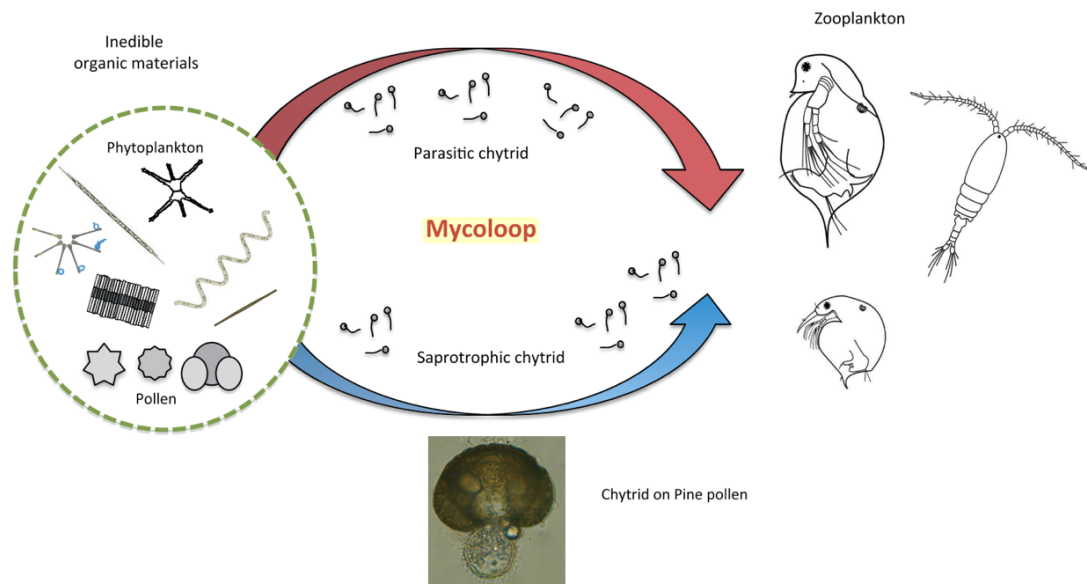 Zooplankton
Inedible
organic materials
Phytoplankton
Parasitic chytrid
Mycoloop
Saprotrophic chytrid
Pollen
Chytrid on Pine pollen